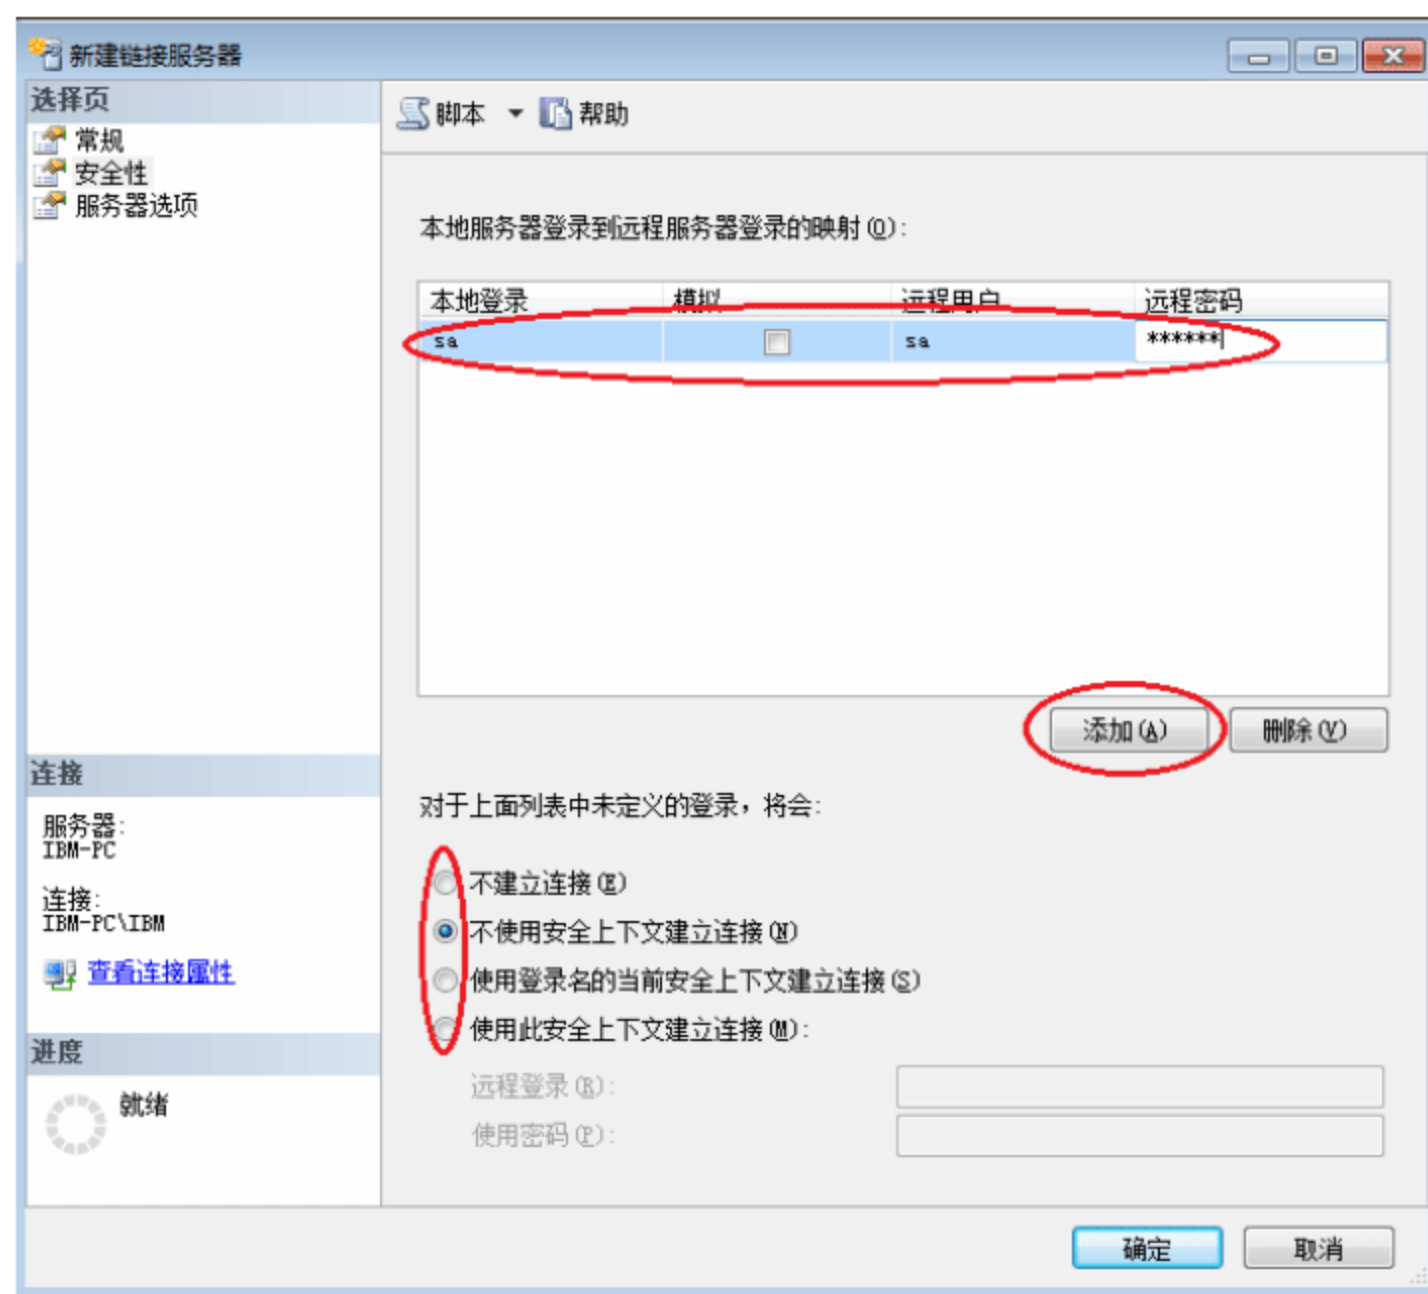 新建链接服务器
选择页
常规
安全性
服务器选项
脚本 帮助
本地服务器登录到远程服务器登录的映射(O):
本地登录 模拟 远程用户 远程密码
sa sa ******
添加(A) 删除(V)
对于上面列表中未定义的登录，将会:
不建立连接(E)
不使用安全上下文建立连接(N)
使用登录名的当前安全上下文建立连接(S)
使用此安全上下文建立连接(M):
远程登录(R):
使用密码(P):
连接
服务器:
IBM-PC
连接:
IBM-PC\IBM
查看连接属性
进度
就绪
确定 取消